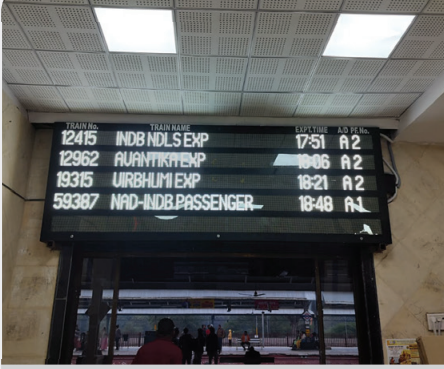 TRAIN No. TRAIN NAME EXPT.TIME A/D PF.No.
12415 INDB NDLS EXP 17:51 A 2
12962 AVANTIKA EXP 18:06 A 2
19315 VIRBHUMI EXP 18:21 A 2
59387 NAD-INDB PASSENGER 18:48 A 1